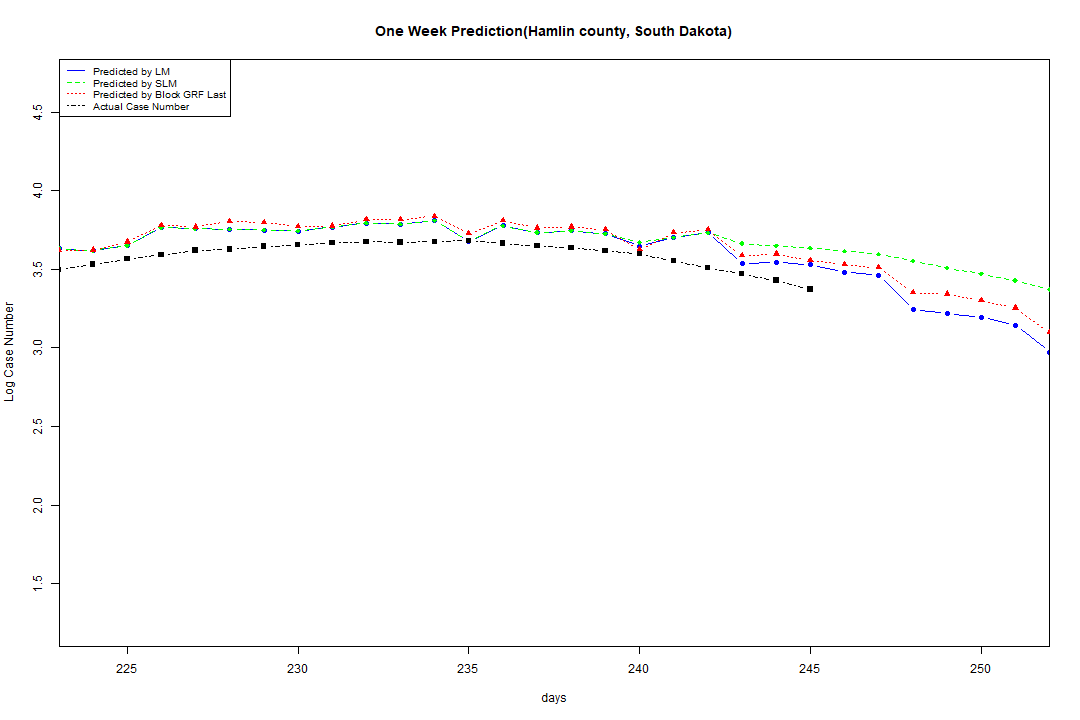 One Week Prediction(Hamlin county, South Dakota)
Predicted by LM
Predicted by SLM
Predicted by Block GRF Last
Actual Case Number
4.5
4.0
3.5
3.0
2.5
2.0
1.5
Log Case Number
225
230
235
240
245
250
days